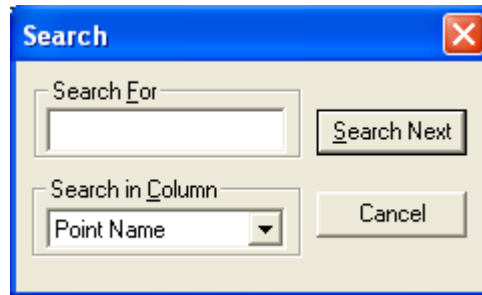 Search
Search For
Search Next
Search in Column
Point Name
Cancel